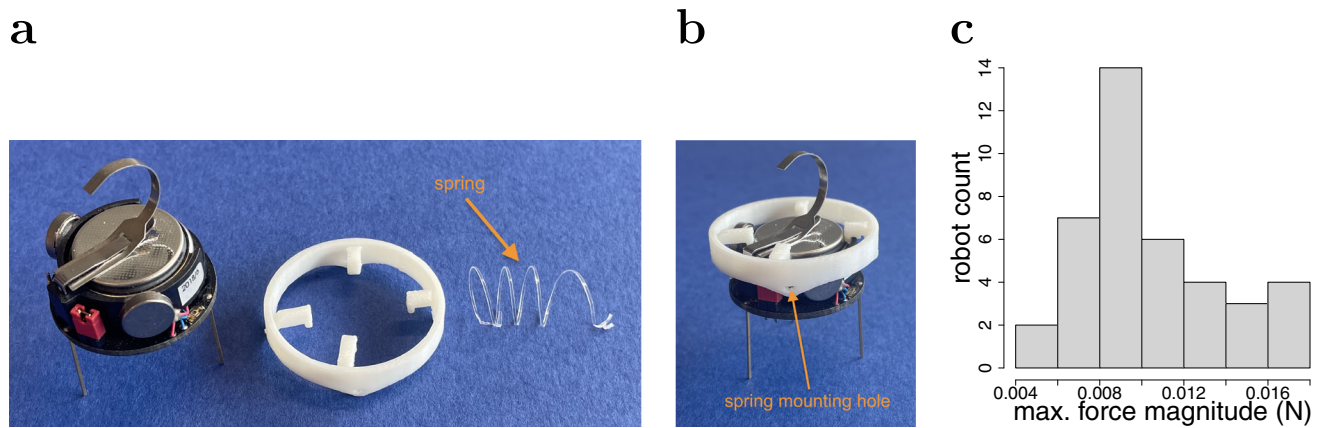 a
b
c
spring
spring mounting hole
robot count
14
12
10
8
6
4
2
0
0.004
0.008
0.012
0.016
max. force magnitude (N)